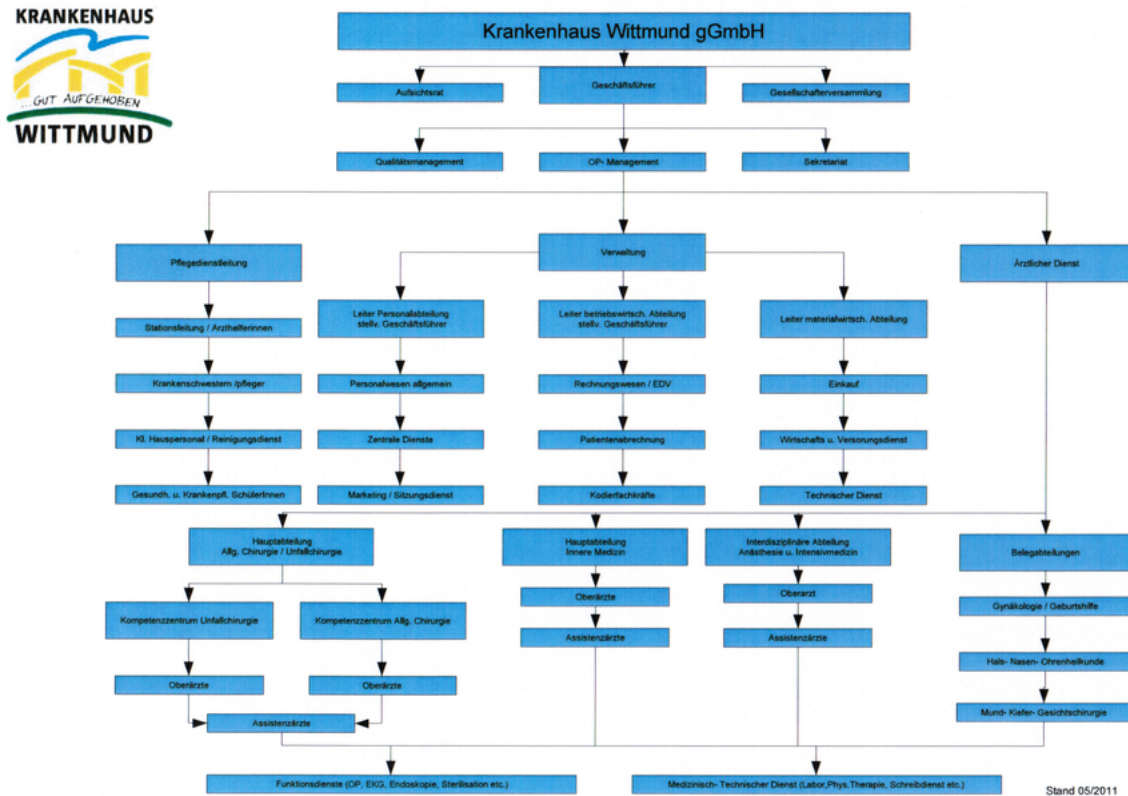 KRANKENHAUS
...GUT AUFGEHOBEN
WITTMUND
Krankenhaus Wittmund gGmbH
Aufsichtsrat
Geschäftsführer
Gesellschafterversammlung
Qualitätsmanagement
OP- Management
Sekretariat
Pflegedienstleitung
Verwaltung
Ärztlicher Dienst
Stationsleitung / Arzthelferinnen
Leiter Personalabteilung
stellv. Geschäftsführer
Leiter betriebswirtsch. Abteilung
stellv. Geschäftsführer
Leiter materialwirtsch. Abteilung
Krankenschwestern /pfleger
Personalwesen allgemein
Rechnungswesen / EDV
Einkauf
Kl. Hauspersonal / Reinigungsdienst
Zentrale Dienste
Patientenabrechnung
Wirtschafts u. Versorungsdienst
Gesundh. u. Krankenpfl. SchülerInnen
Marketing / Sitzungsdienst
Kodierfachkräfte
Technischer Dienst
Hauptabteilung
Allg. Chirurgie / Unfallchirurgie
Hauptabteilung
Innere Medizin
Interdisziplinäre Abteilung
Anästhesie u. Intensivmedizin
Belegabteilungen
Oberärzte
Oberarzt
Gynäkologie / Geburtshilfe
Kompetenzzentrum Unfallchirurgie
Kompetenzzentrum Allg. Chirurgie
Assistenzärzte
Assistenzärzte
Hals- Nasen- Ohrenheilkunde
Oberärzte
Oberärzte
Mund- Kiefer- Gesichtschirurgie
Assistenzärzte
Funktionsdienste (OP, EKG, Endoskopie, Sterilisation etc.)
Medizinisch- Technischer Dienst (Labor,Phys.Therapie, Schreibdienst etc.)
Stand 05/2011